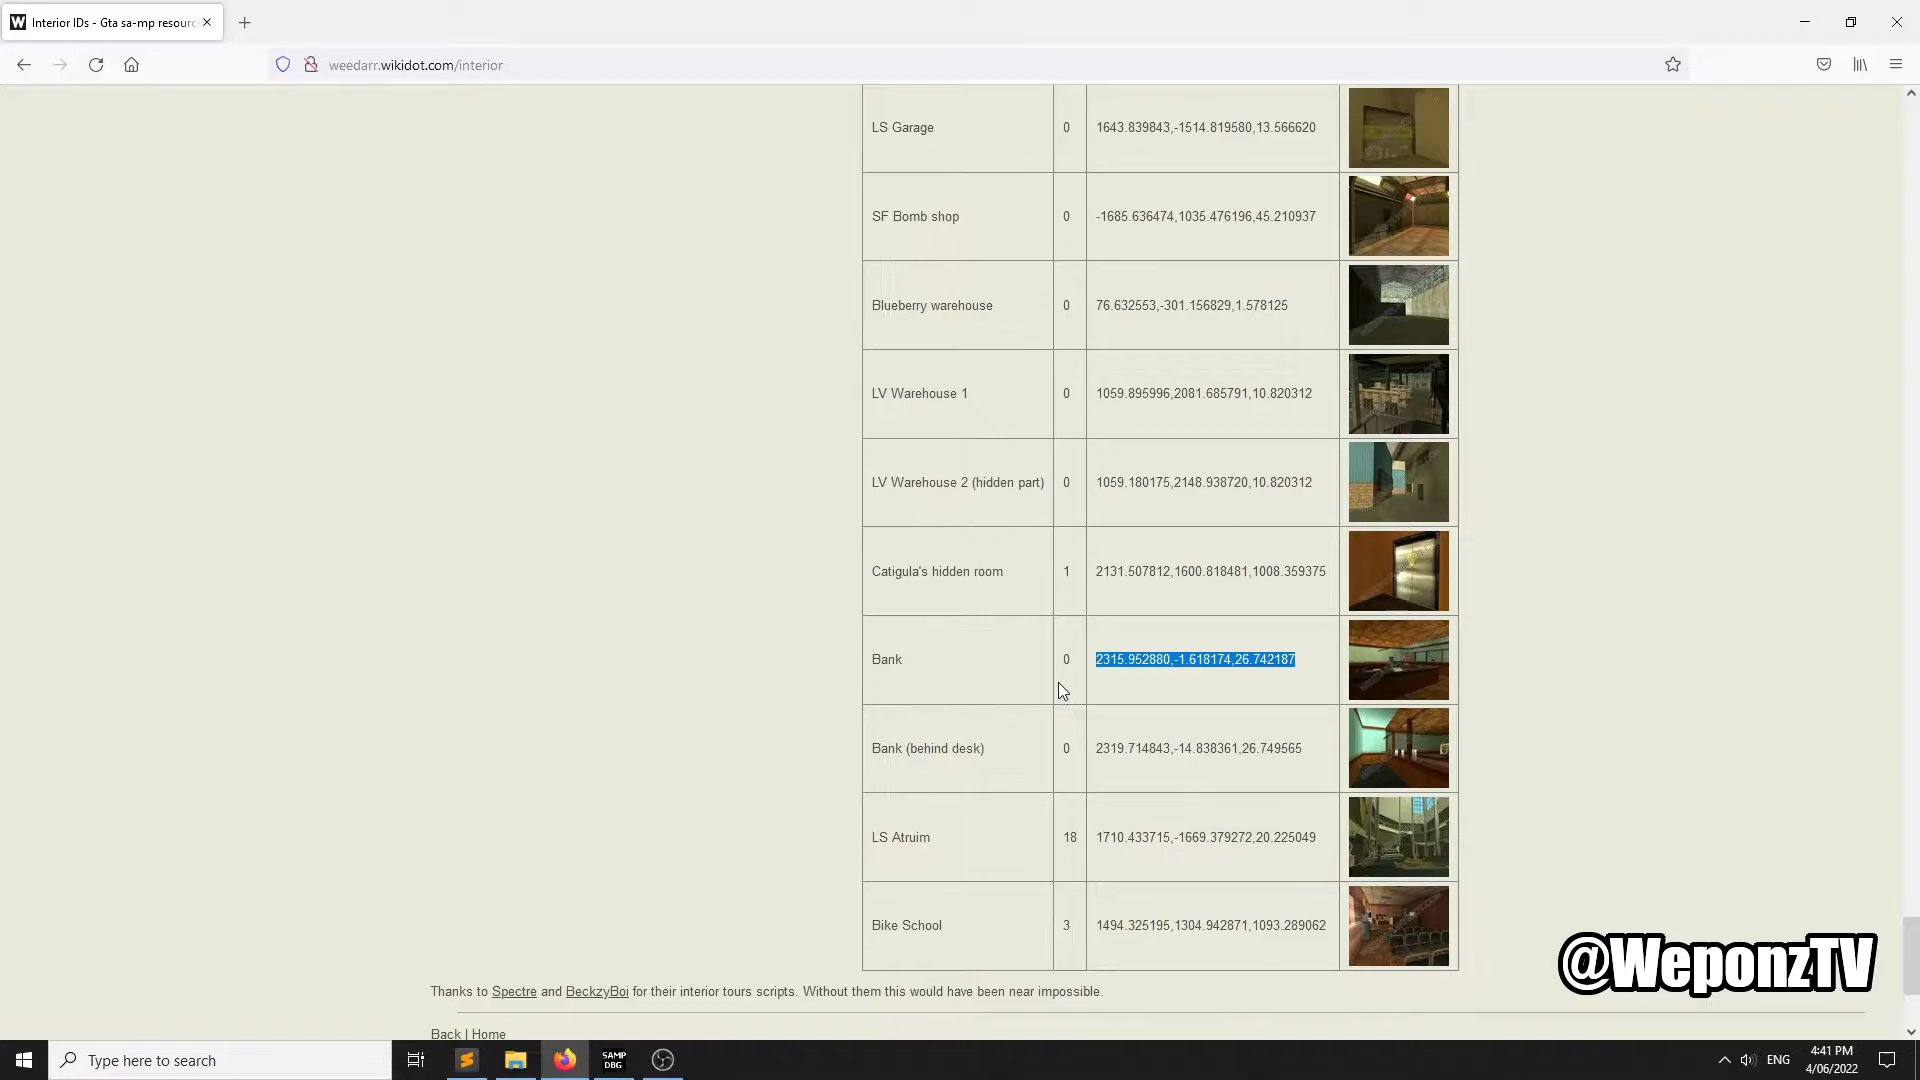 Interior IDs - Gta sa-mp resourc
weedarr.wikidot.com/interior
LS Garage 0 1643.839843,-1514.819580,13.566620
SF Bomb shop 0 -1685.636474,1035.476196,45.210937
Blueberry warehouse 0 76.632553,-301.156829,1.578125
LV Warehouse 1 0 1059.895996,2081.685791,10.820312
LV Warehouse 2 (hidden part) 0 1059.180175,2148.938720,10.820312
Catigula's hidden room 1 2131.507812,1600.818481,1008.359375
Bank 0 2315.952880,-1.618174,26.742187
Bank (behind desk) 0 2319.714843,-14.838361,26.749565
LS Atruim 18 1710.433715,-1669.379272,20.225049
Bike School 3 1494.325195,1304.942871,1093.289062
@WeponzTV
Thanks to Spectre and BeckzyBoi for their interior tours scripts. Without them this would have been near impossible.
Back | Home
Type here to search
SAMP
DBG
ENG
4:41 PM
4/06/2022